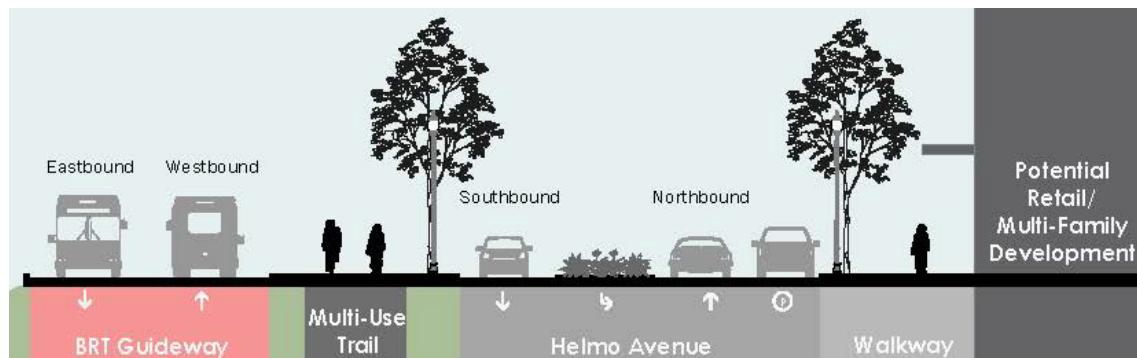 Eastbound
Westbound
Southbound
Northbound
Potential
Retail/
Multi-Family
Development
BRT Guideway
Multi-Use
Trail
Helmo Avenue
P
Walkway